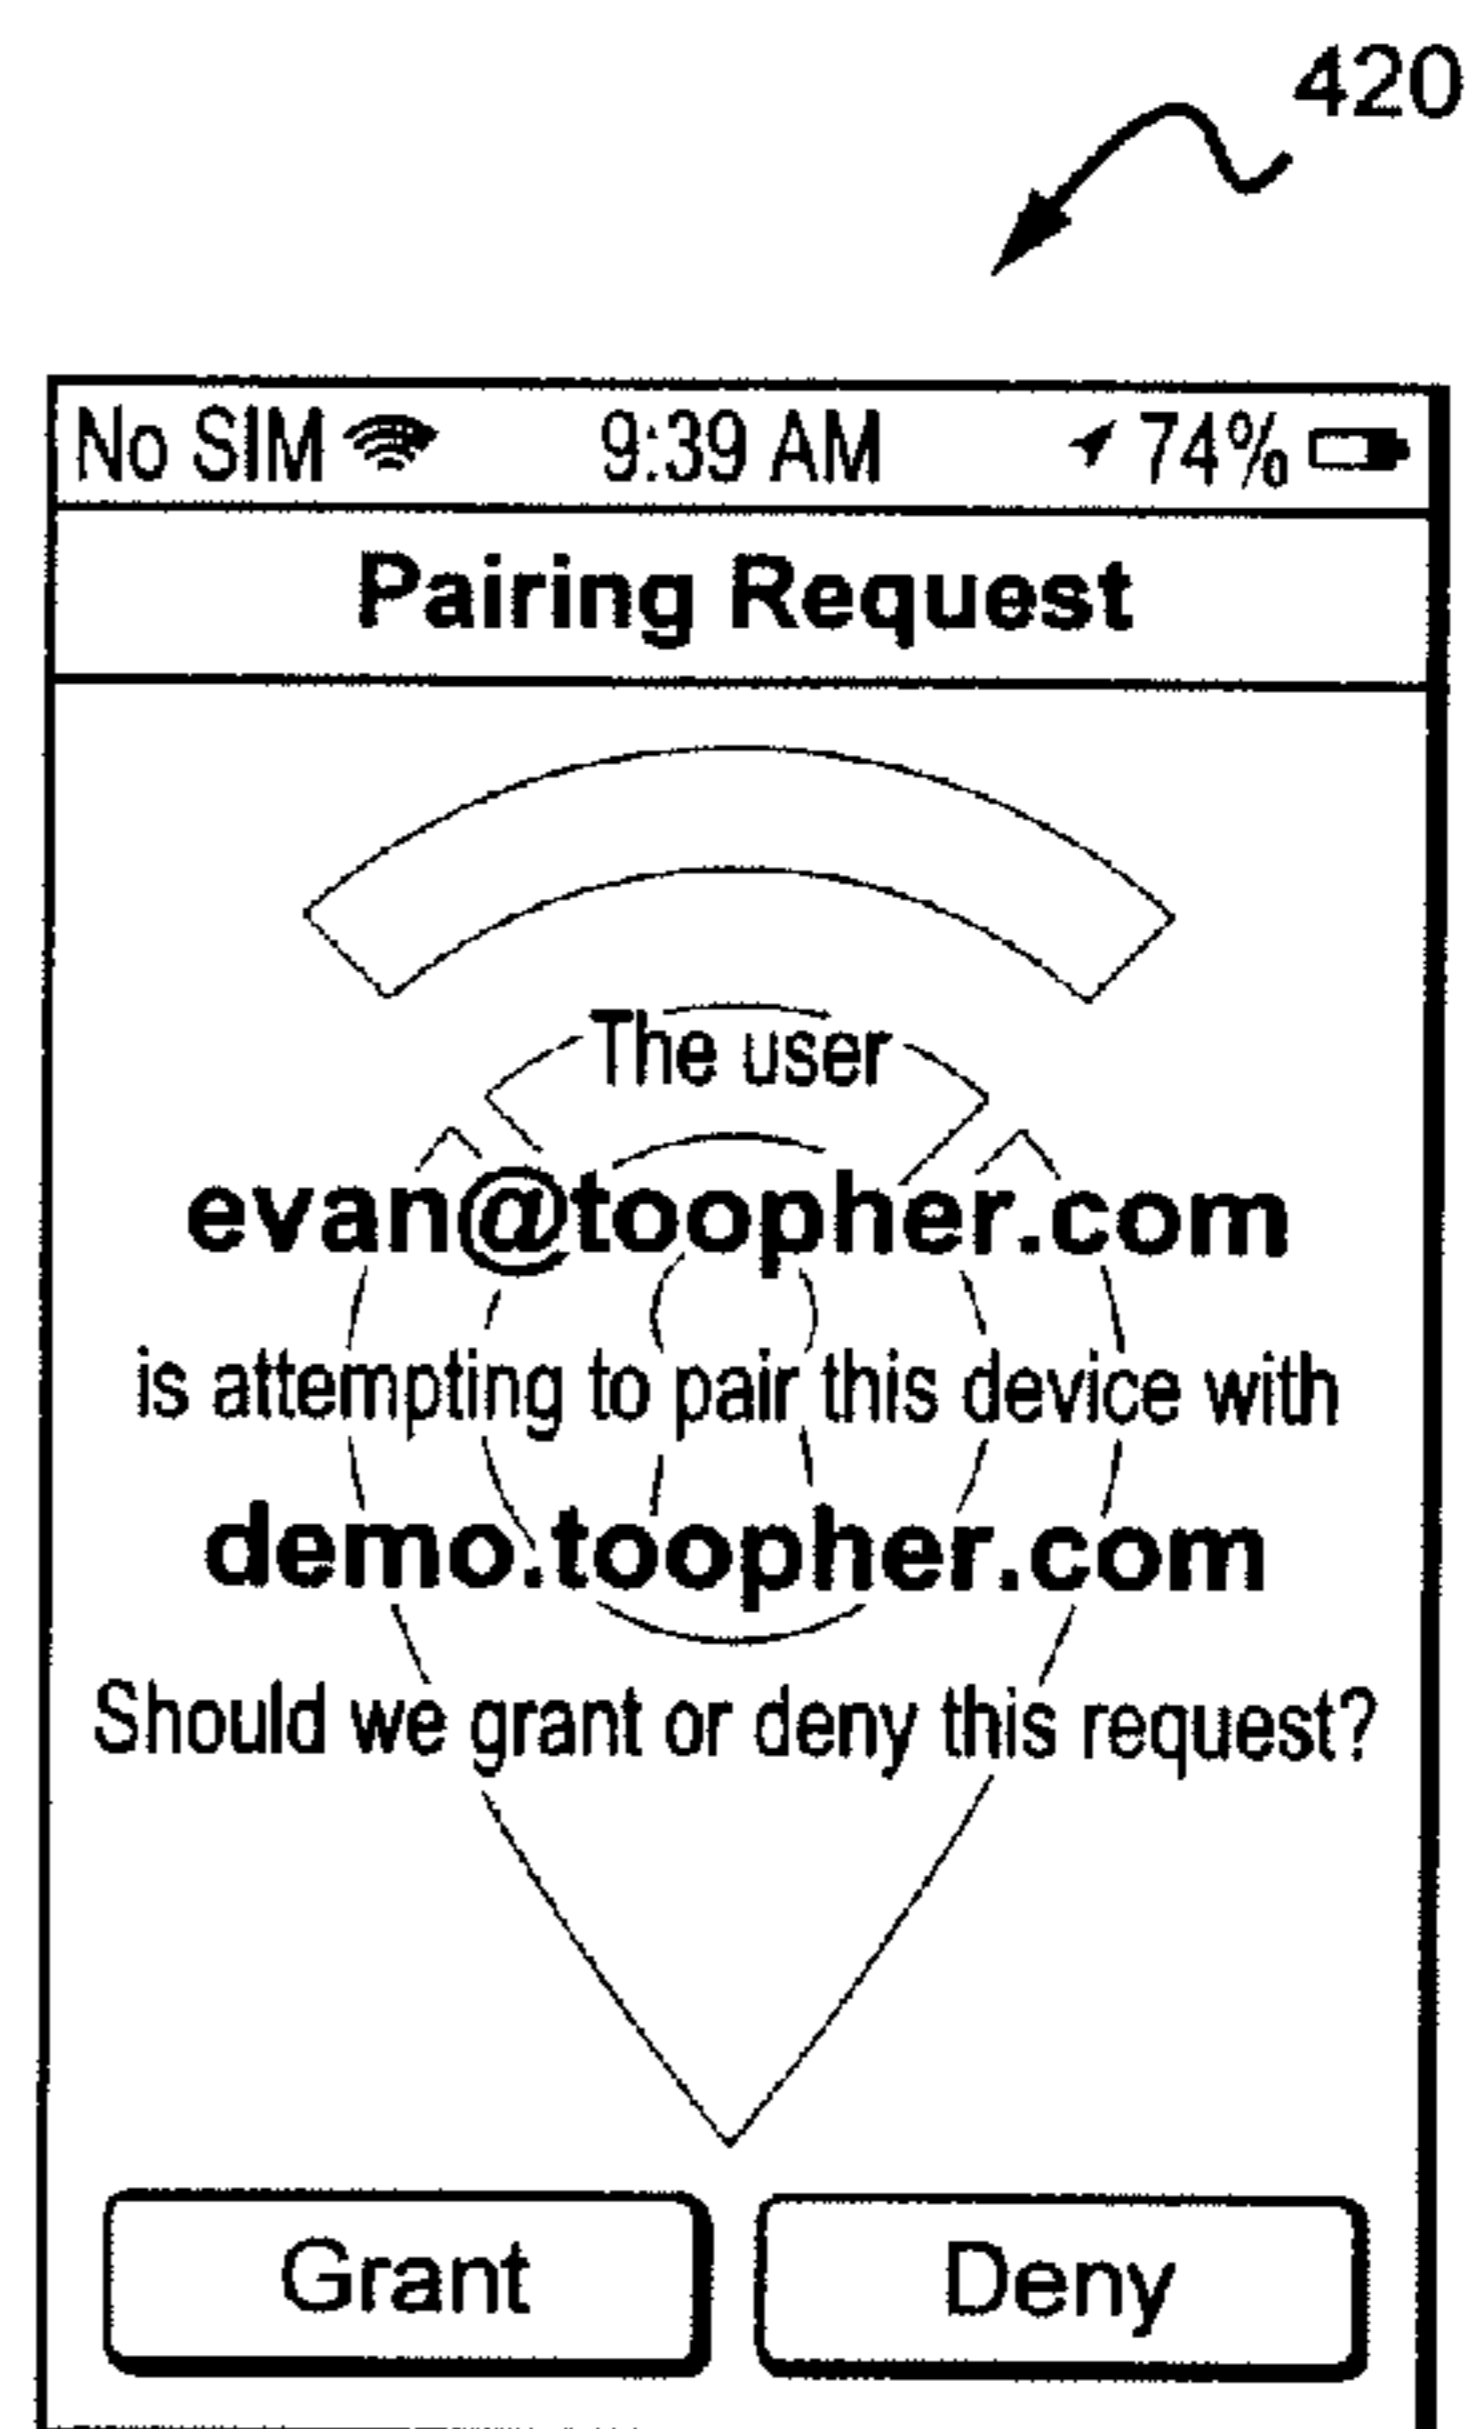 420
No SIM 9:39 AM 74%
Pairing Request
The user
evan@toopher.com
is attempting to pair this device with
demo.toopher.com
Should we grant or deny this request?
Grant Deny